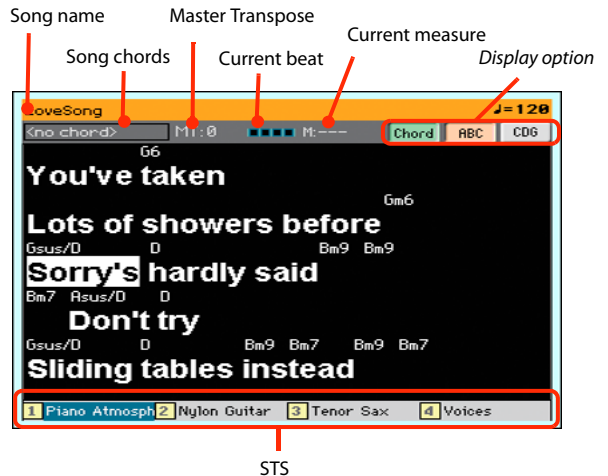 Song name
Master Transpose
Current measure
Song chords
Current beat
Display option
LoveSong ♩=120
<no chord> MT:0 M:--- Chord ABC CDG
G6
You've taken
Gm6
Lots of showers before
Gsus/D D Bm9 Bm9
Sorry's hardly said
Bm7 Asus/D D
Don't try
Gsus/D D Bm9 Bm7 Bm9 Bm7
Sliding tables instead
1 Piano Atmosph 2 Nylon Guitar 3 Tenor Sax 4 Voices
STS